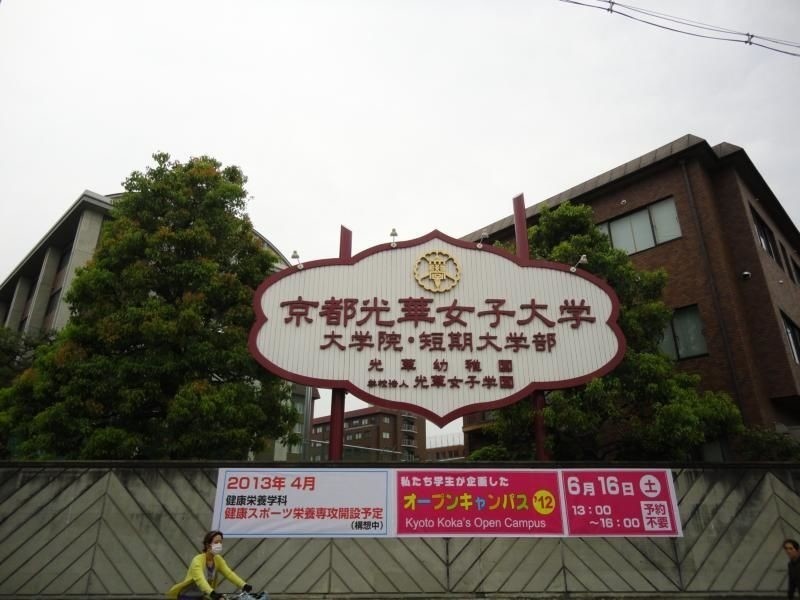 京都光華女子大学
大学院・短期大学部
光華幼稚園
学校法人 光華女子学園
2013年 4月
健康栄養学科
健康スポーツ栄養専攻開設予定
(構想中)
私たち学生が企画した
オープンキャンパス '12
Kyoto Koka's Open Campus
6月16日 土
13:00
～16:00
予約
不要